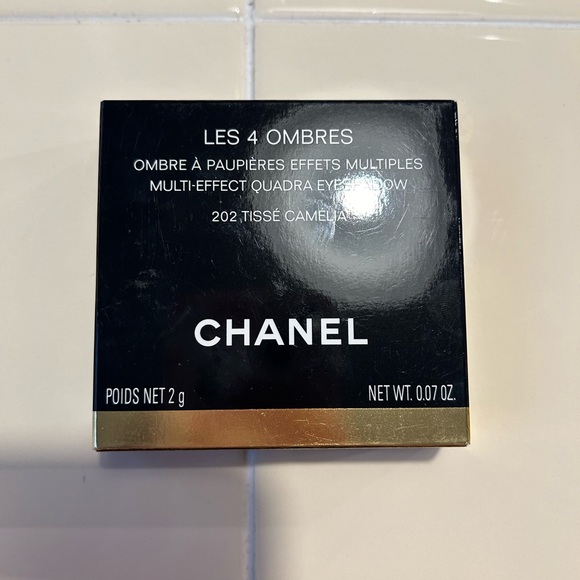 LES 4 OMBRES
OMBRE À PAUPIÈRES EFFETS MULTIPLES
MULTI-EFFECT QUADRA EYESHADOW
202 TISSÉ CAMÉLIA
CHANEL
POIDS NET 2 g NET WT. 0.07 OZ.